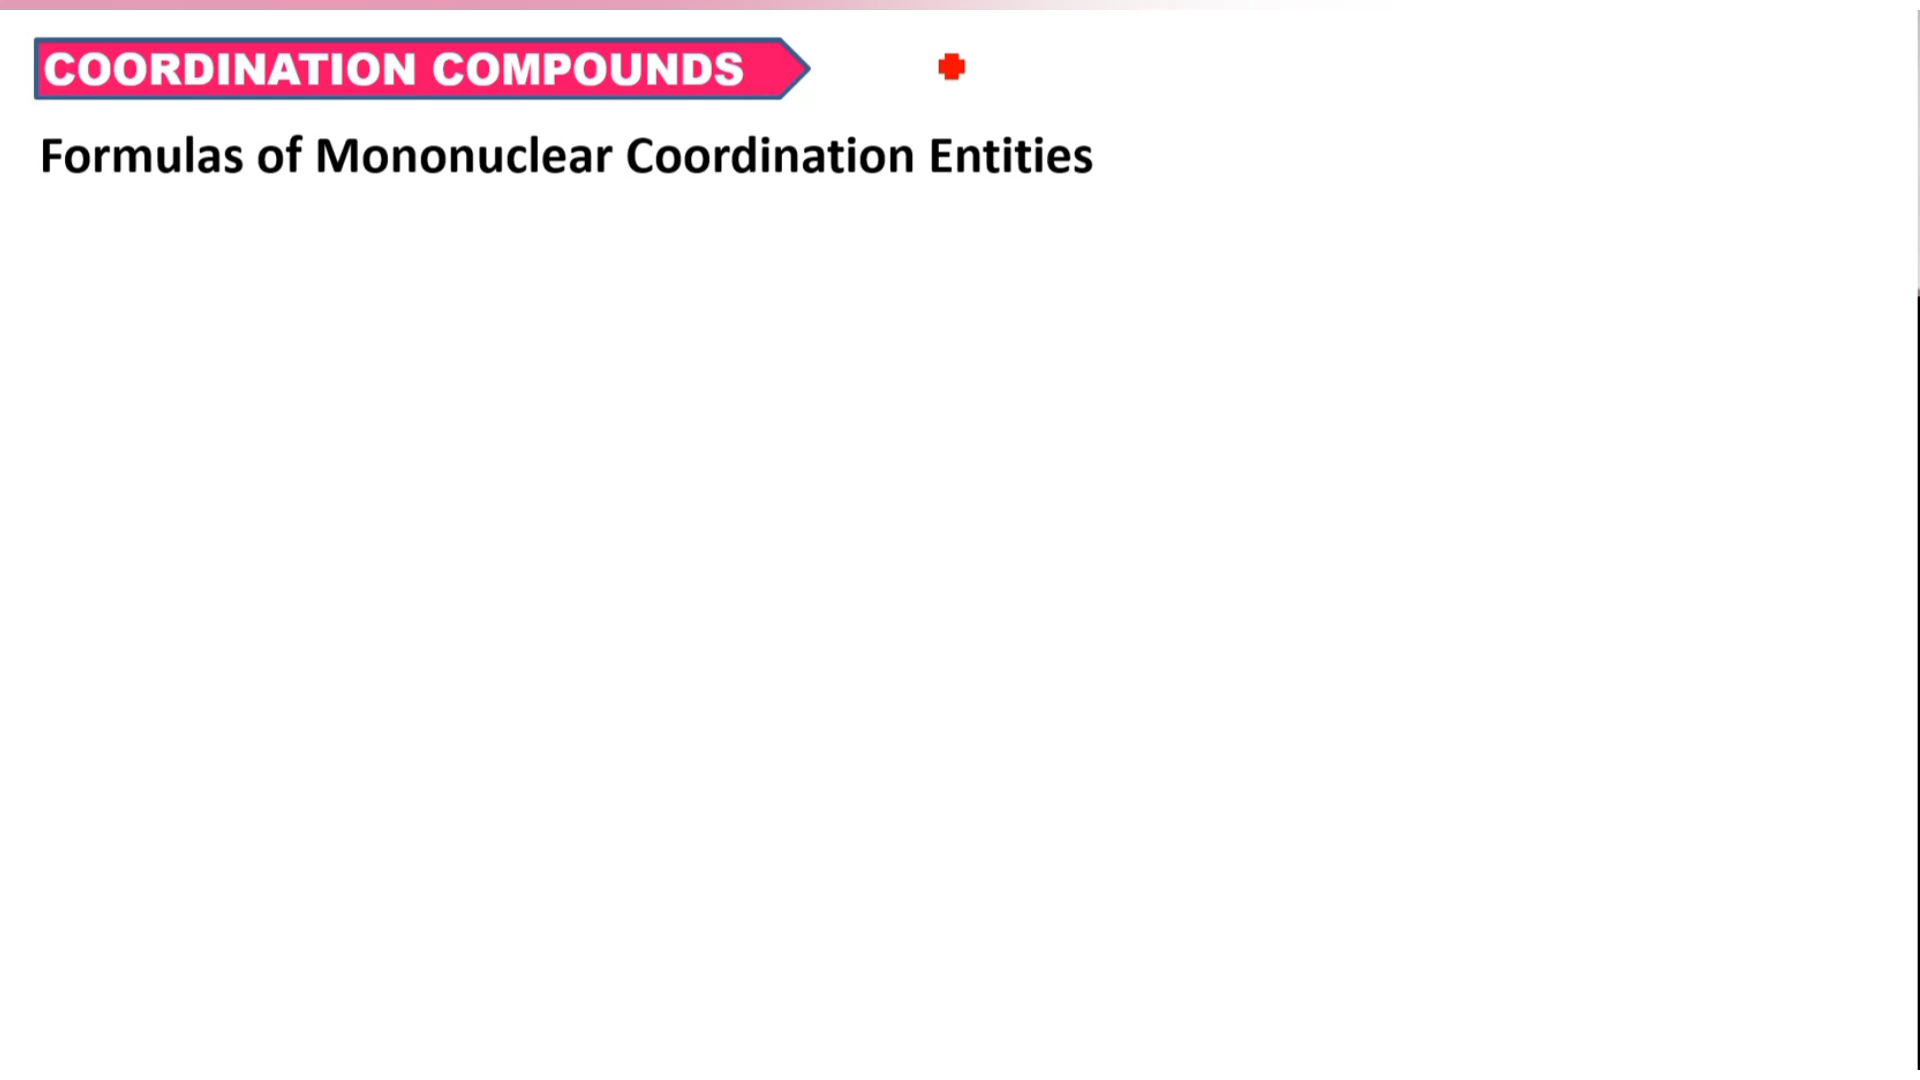 COORDINATION COMPOUNDS
Formulas of Mononuclear Coordination Entities